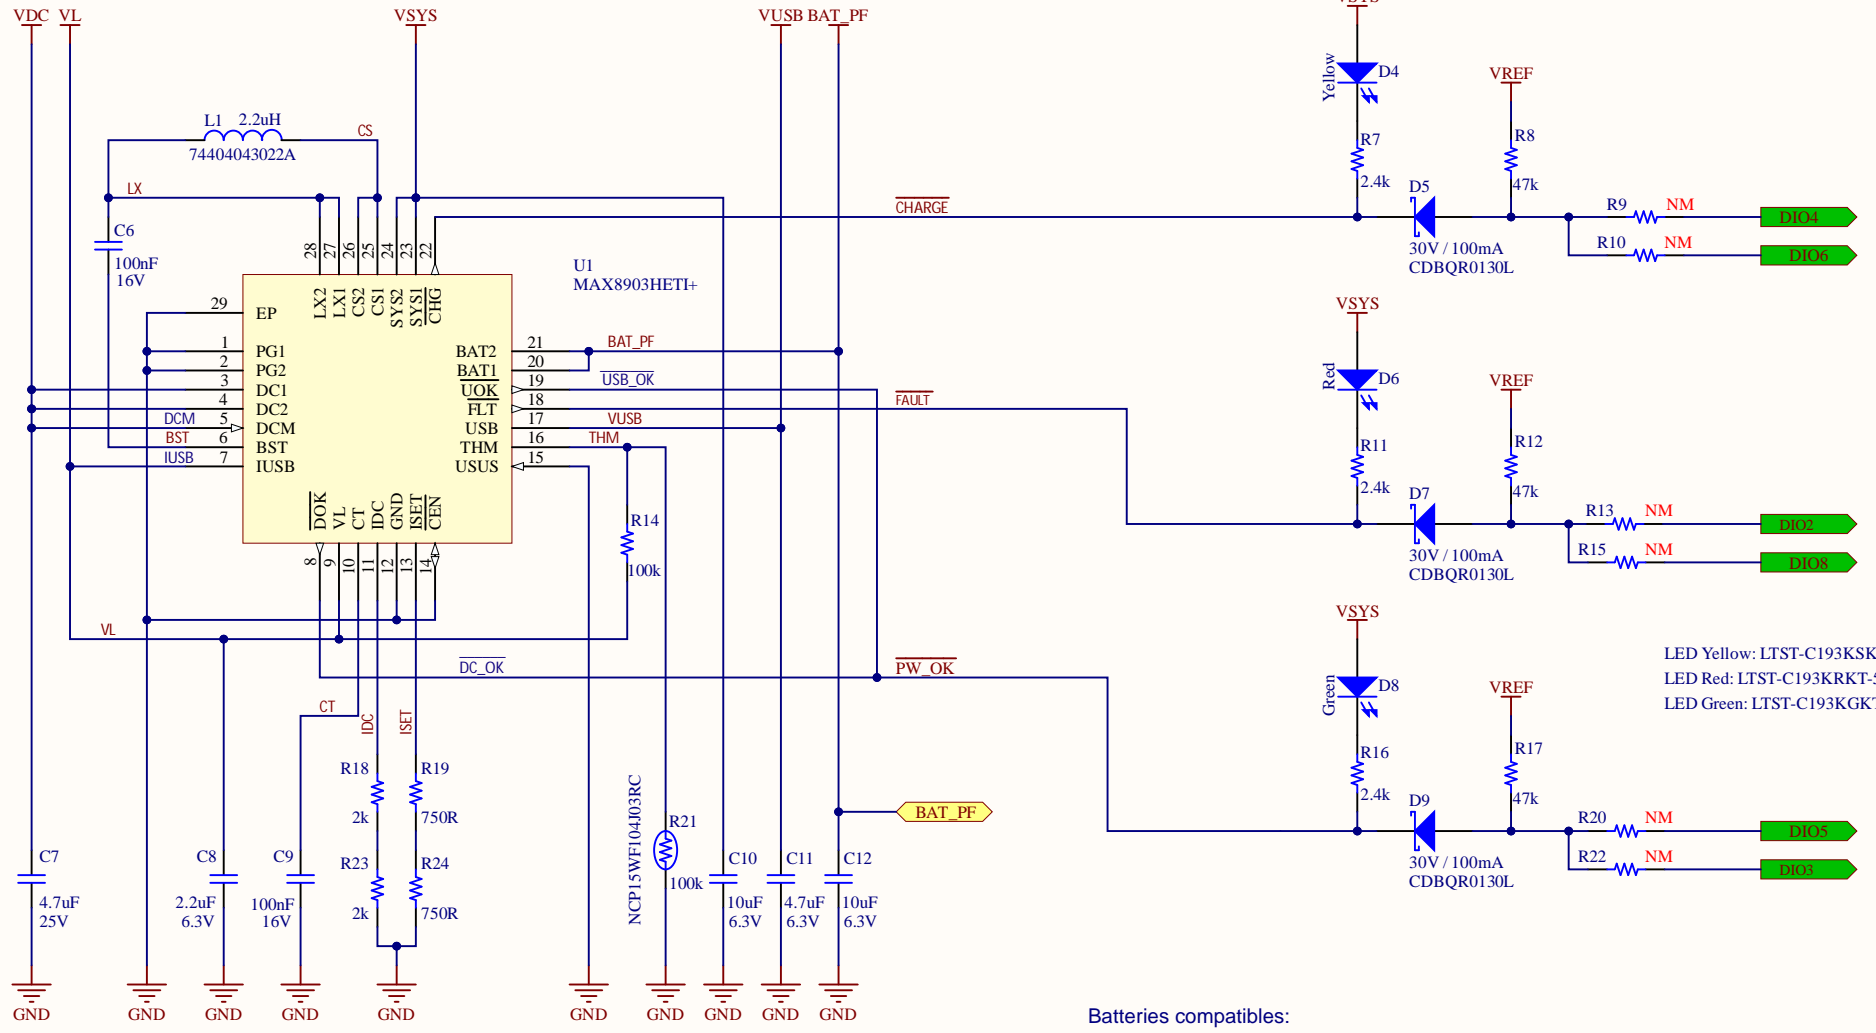 VDC VL VSYS VUSB BAT_PF
L1 2.2uH CS
74404043022A
LX
C6
100nF
16V
28 27 26 25 24 23 22
LX2 LX1 CS2 CS1 SYS2 SYS1 CHG
U1
MAX8903HETI+
29 EP
1 PG1
2 PG2
3 DC1
4 DC2
DCM 5 DCM
BST 6 BST
IUSB 7 IUSB
BAT2 21 BAT_PF
BAT1 20
UOK 19 USB_OK
FLT 18
USB 17 VUSB
THM 16 THM
USUS 15
DOK VL CT IDC GND ISET CEN
8 9 10 11 12 13 14
R14
100k
VL
DC_OK
CT
IDC
ISET
CHARGE
FAULT
PW_OK
BAT_PF
R18
2k
R19
750R
R23
2k
R24
750R
NCP15WF104J03RC
R21
100k
C7
4.7uF
25V
C8
2.2uF
6.3V
C9
100nF
16V
C10
10uF
6.3V
C11
4.7uF
6.3V
C12
10uF
6.3V
GND GND GND GND GND GND GND GND GND GND
VSYS
Yellow D4
R7
2.4k
D5
30V / 100mA
CDBQR0130L
VREF
R8
47k
R9 NM DIO4
R10 NM DIO6
VSYS
Red D6
R11
2.4k
D7
30V / 100mA
CDBQR0130L
VREF
R12
47k
R13 NM DIO2
R15 NM DIO8
VSYS
Green D8
R16
2.4k
D9
30V / 100mA
CDBQR0130L
VREF
R17
47k
R20 NM DIO5
R22 NM DIO3
LED Yellow: LTST-C193KSK
LED Red: LTST-C193KRKT-5
LED Green: LTST-C193KGKT
Batteries compatibles: